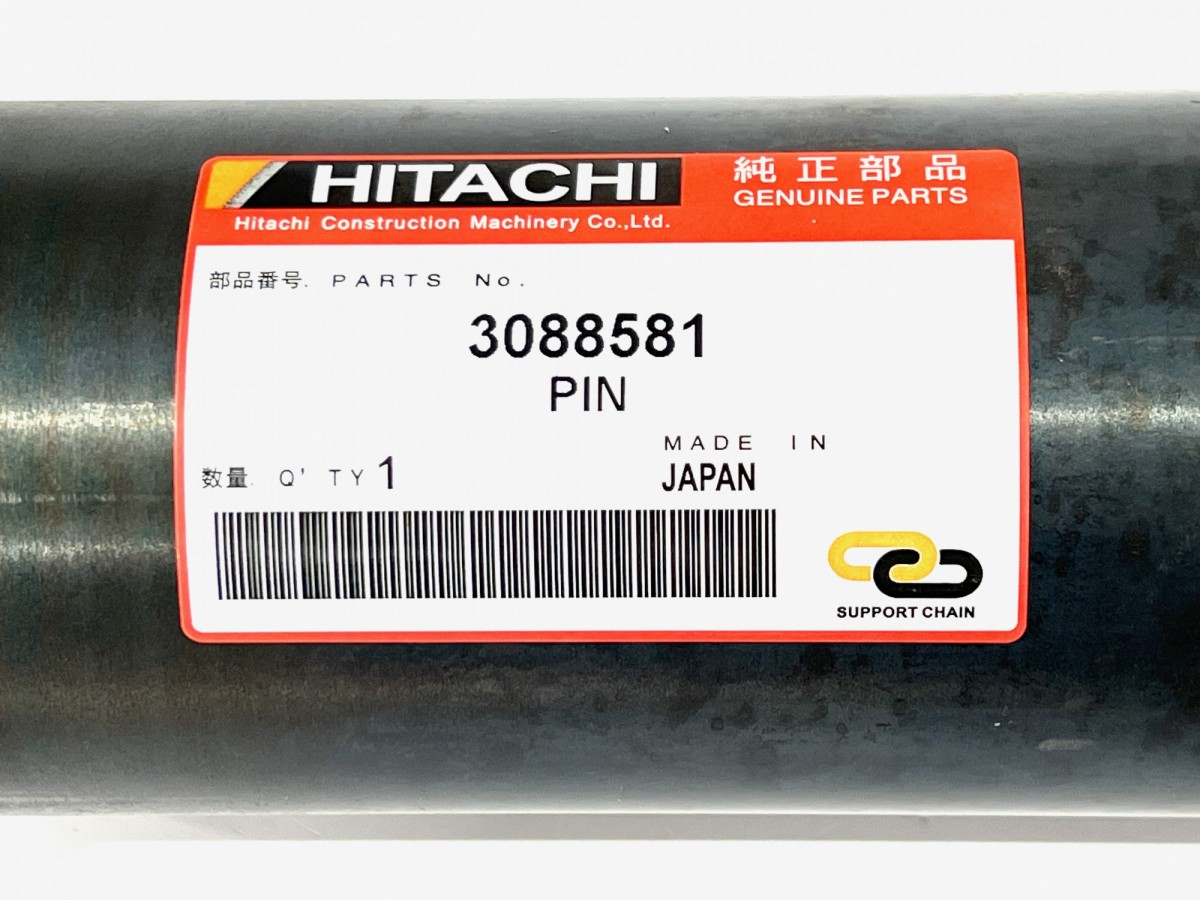 HITACHI
Hitachi Construction Machinery Co.,Ltd.
純正部品
GENUINE PARTS
部品番号. PARTS No.
3088581
PIN
MADE IN
JAPAN
数量. Q' TY 1
SUPPORT CHAIN